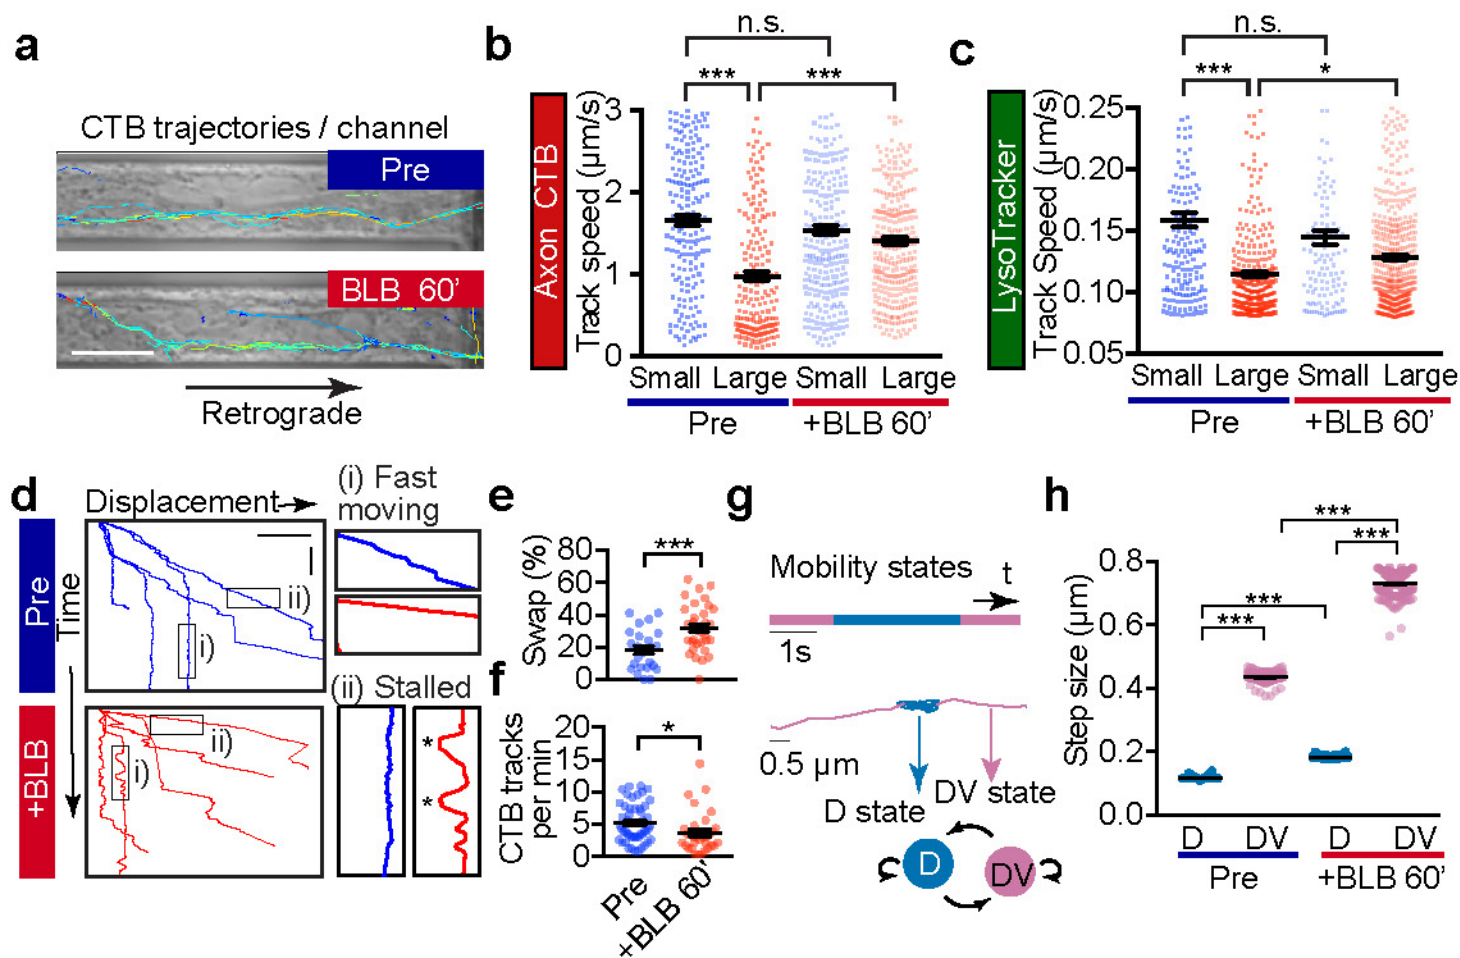 a
CTB trajectories / channel
Pre
BLB 60'
Retrograde
b
n.s.
***
***
Axon CTB
Track speed (μm/s)
3
2
1
0
Small Large Small Large
Pre
+BLB 60'
c
n.s.
***
*
LysoTracker
Track Speed (μm/s)
0.25
0.20
0.15
0.10
0.05
Small Large Small Large
Pre
+BLB 60'
d
Displacement
Time
Pre
ii)
i)
+BLB
ii)
i)
(i) Fast
moving
(ii) Stalled
*
*
e
Swap (%)
80
60
40
20
0
***
f
CTB tracks
per min
20
15
10
5
0
*
Pre
+BLB 60'
g
Mobility states
t
1s
0.5 μm
D state
DV state
D
DV
h
***
***
***
***
Step size (μm)
0.8
0.6
0.4
0.2
0.0
D DV D DV
Pre
+BLB 60'